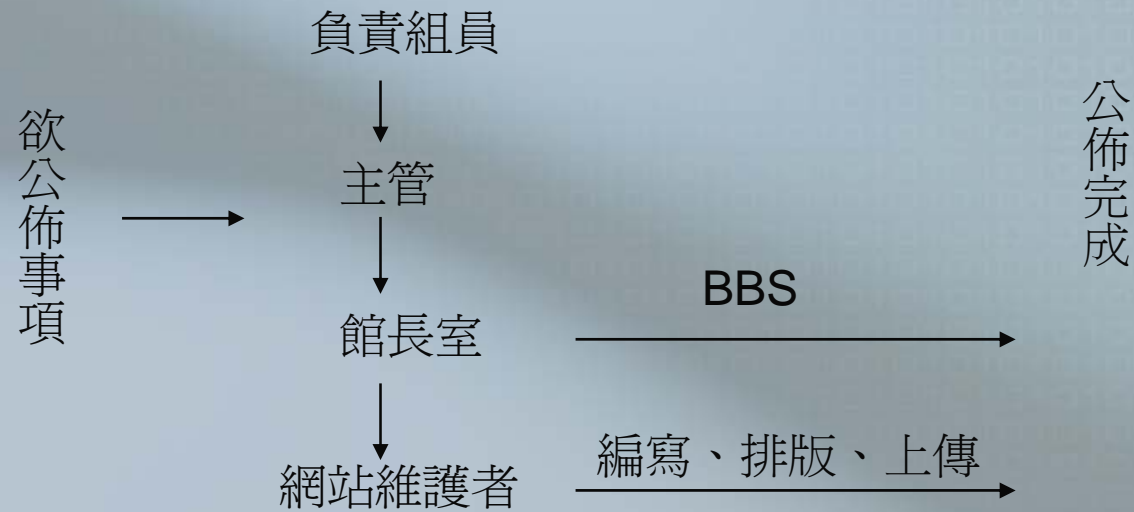 欲公佈事項
負責組員
主管
館長室
網站維護者
BBS
編寫、排版、上傳
公佈完成